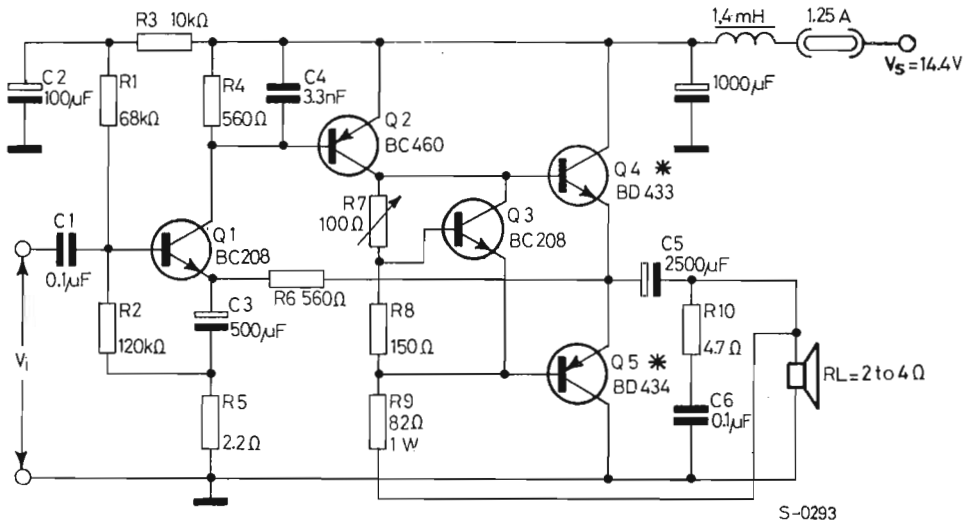 R3 10kΩ
1,4mH
1.25 A
Vs=14.4V
C2
100µF
R1
68kΩ
R4
560Ω
C4
3.3nF
1000µF
Q2
BC460
Q4 *
BD433
R7
100Ω
Q3
BC208
C1
0.1µF
Q1
BC208
C5
2500µF
R6 560Ω
R2
120kΩ
C3
500µF
R8
150Ω
R10
4.7Ω
Vi
Q5 *
BD434
RL=2 to 4Ω
R5
2.2Ω
R9
82Ω
1 W
C6
0.1µF
S-0293